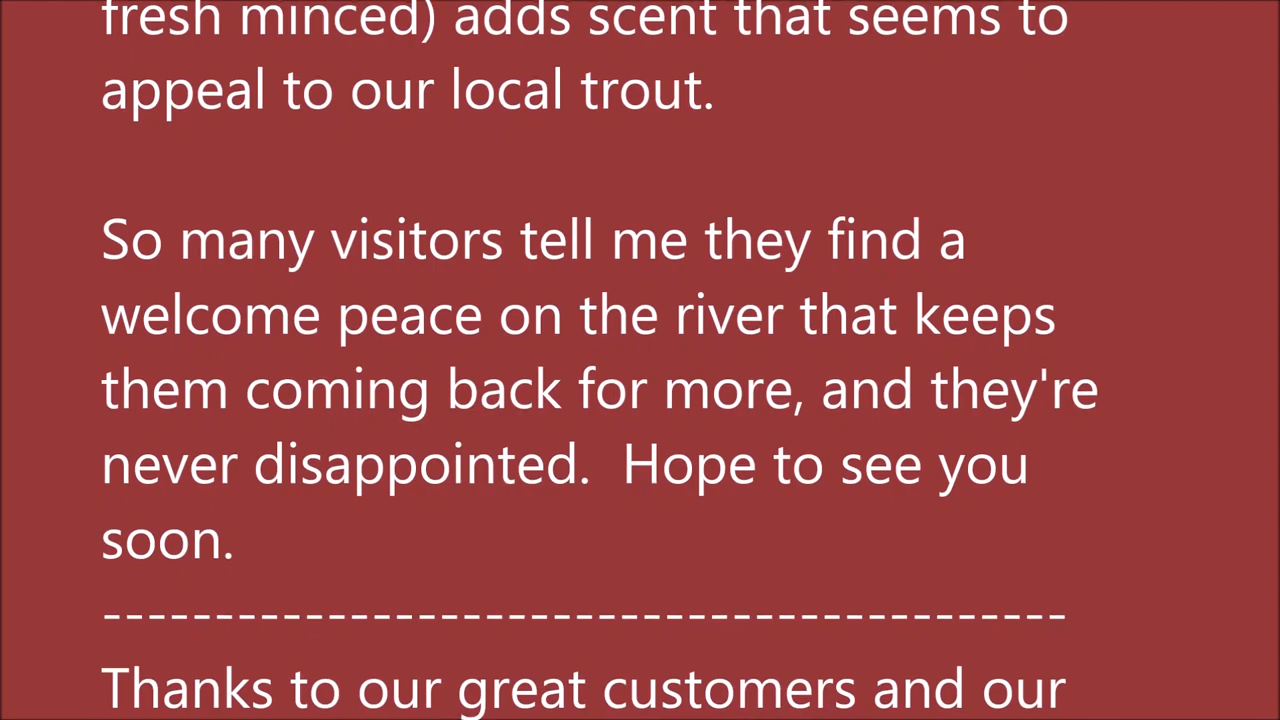 fresh minced) adds scent that seems to
appeal to our local trout.
So many visitors tell me they find a
welcome peace on the river that keeps
them coming back for more, and they're
never disappointed.  Hope to see you
soon.
-------------------------------------------
Thanks to our great customers and our